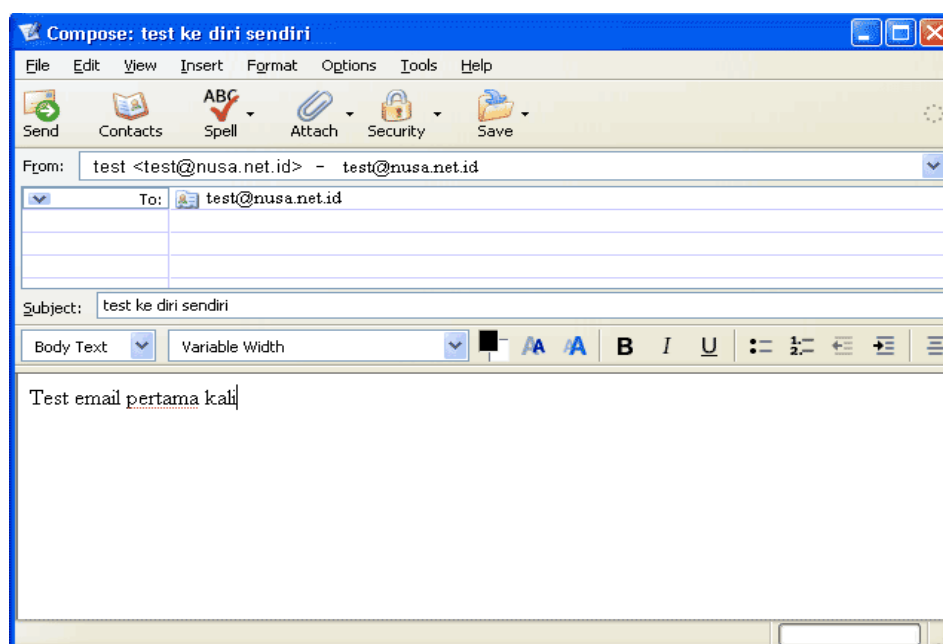 Compose: test ke diri sendiri
File Edit View Insert Format Options Tools Help
ABC
Send Contacts Spell Attach Security Save
From: test <test@nusa.net.id> - test@nusa.net.id
To: test@nusa.net.id
Subject: test ke diri sendiri
Body Text Variable Width A A A A B I U 1. 2.
Test email pertama kali